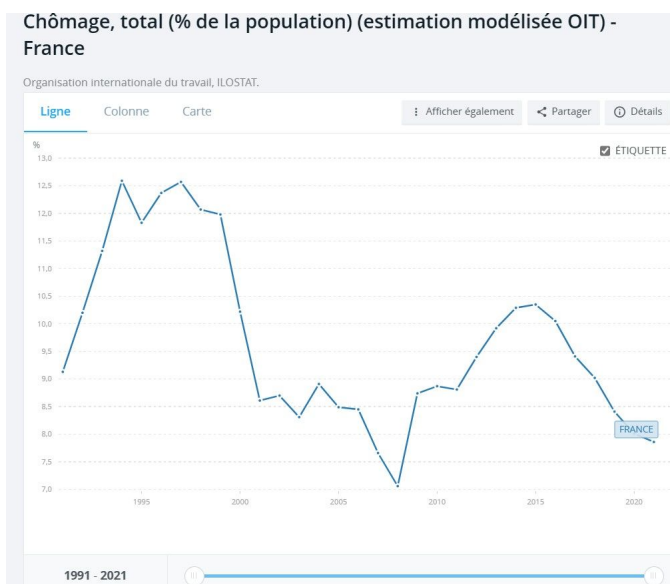 Chômage, total (% de la population) (estimation modélisée OIT) -
France
Organisation internationale du travail, ILOSTAT.
Ligne Colonne Carte Afficher également Partager Détails
%
ÉTIQUETTE
13,0
12,5
12,0
11,5
11,0
10,5
10,0
9,5
9,0
8,5
8,0
7,5
7,0
FRANCE
1995 2000 2005 2010 2015 2020
1991 - 2021